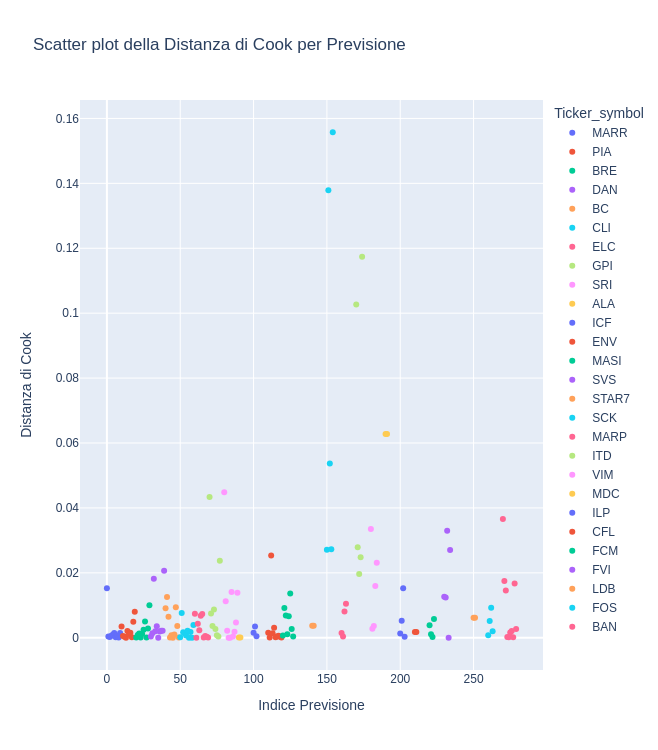 Scatter plot della Distanza di Cook per Previsione
Ticker_symbol
MARR
PIA
BRE
DAN
BC
CLI
ELC
GPI
SRI
ALA
ICF
ENV
MASI
SVS
STAR7
SCK
MARP
ITD
VIM
MDC
ILP
CFL
FCM
FVI
LDB
FOS
BAN
0.16
0.14
0.12
0.1
0.08
0.06
0.04
0.02
0
Distanza di Cook
0
50
100
150
200
250
Indice Previsione